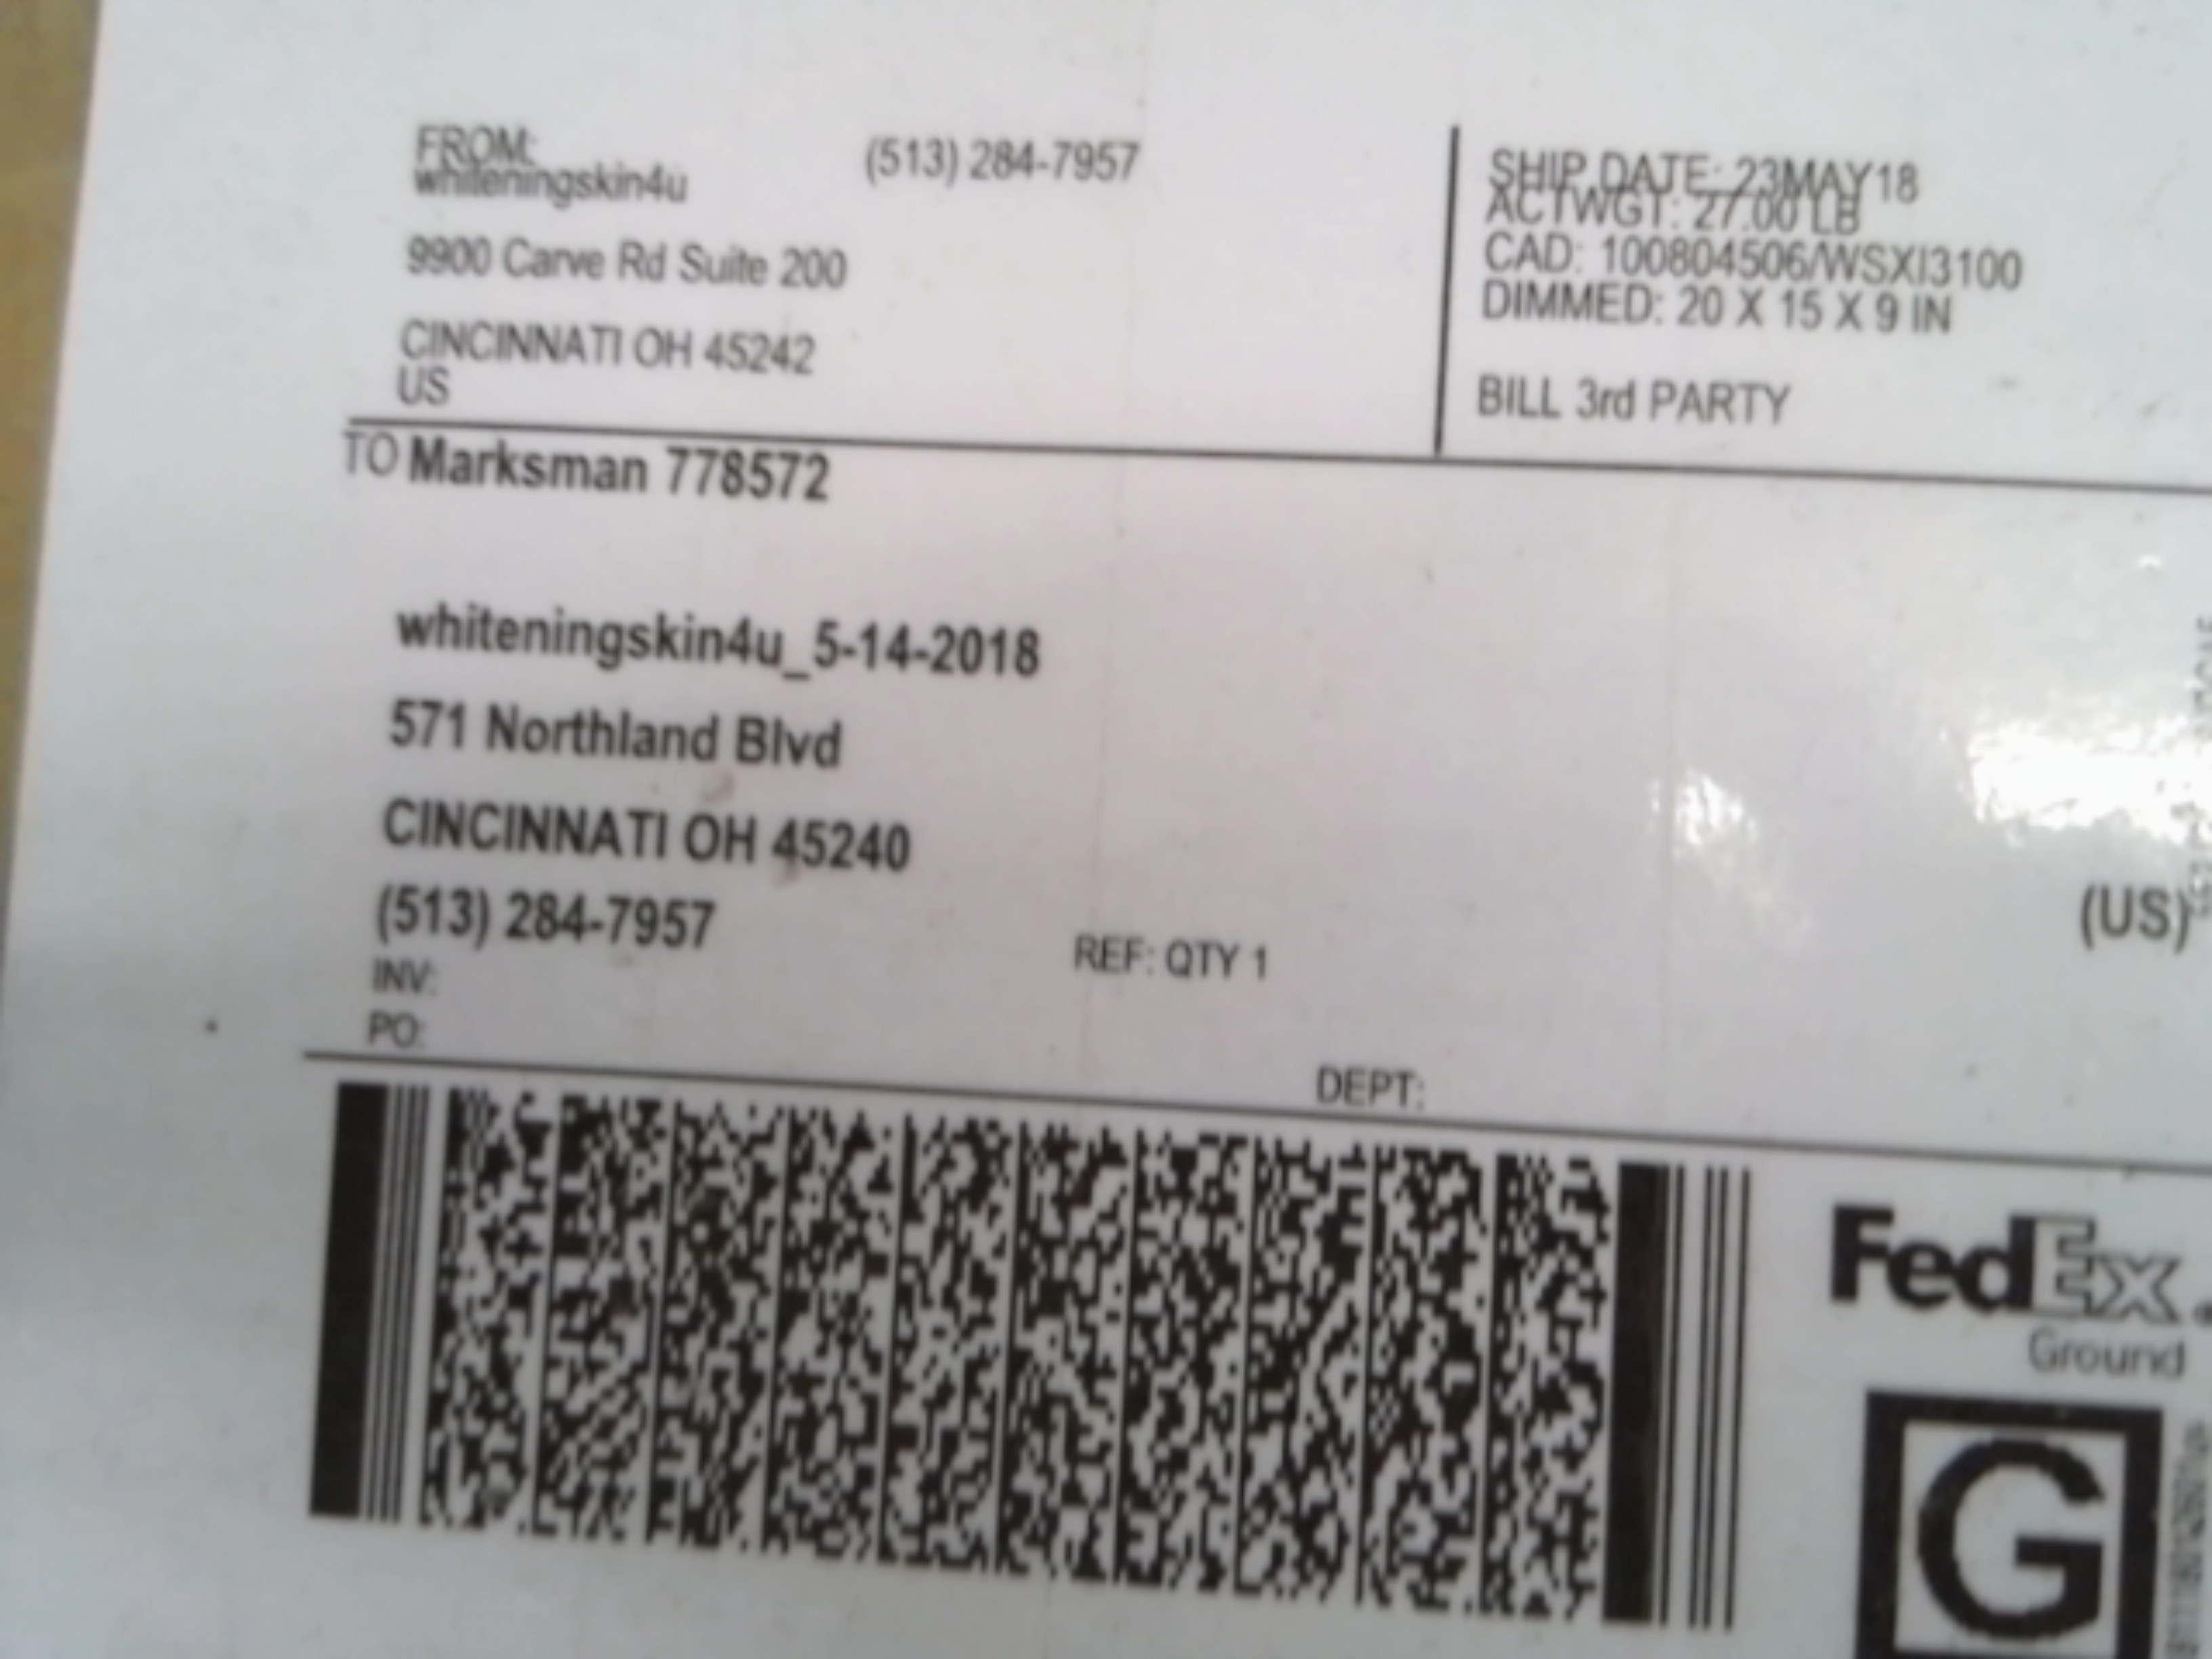 FROM:
whiteningskin4u
(513) 284-7957
9900 Carve Rd Suite 200
CINCINNATI OH 45242
US
SHIP DATE: 23MAY18
ACTWGT: 27.00 LB
CAD: 100804506/WSXI3100
DIMMED: 20 X 15 X 9 IN
BILL 3rd PARTY
TO Marksman 778572
whiteningskin4u_5-14-2018
571 Northland Blvd
CINCINNATI OH 45240
(513) 284-7957
(US)
INV:
REF: QTY 1
PO:
DEPT:
FedEx
Ground
G